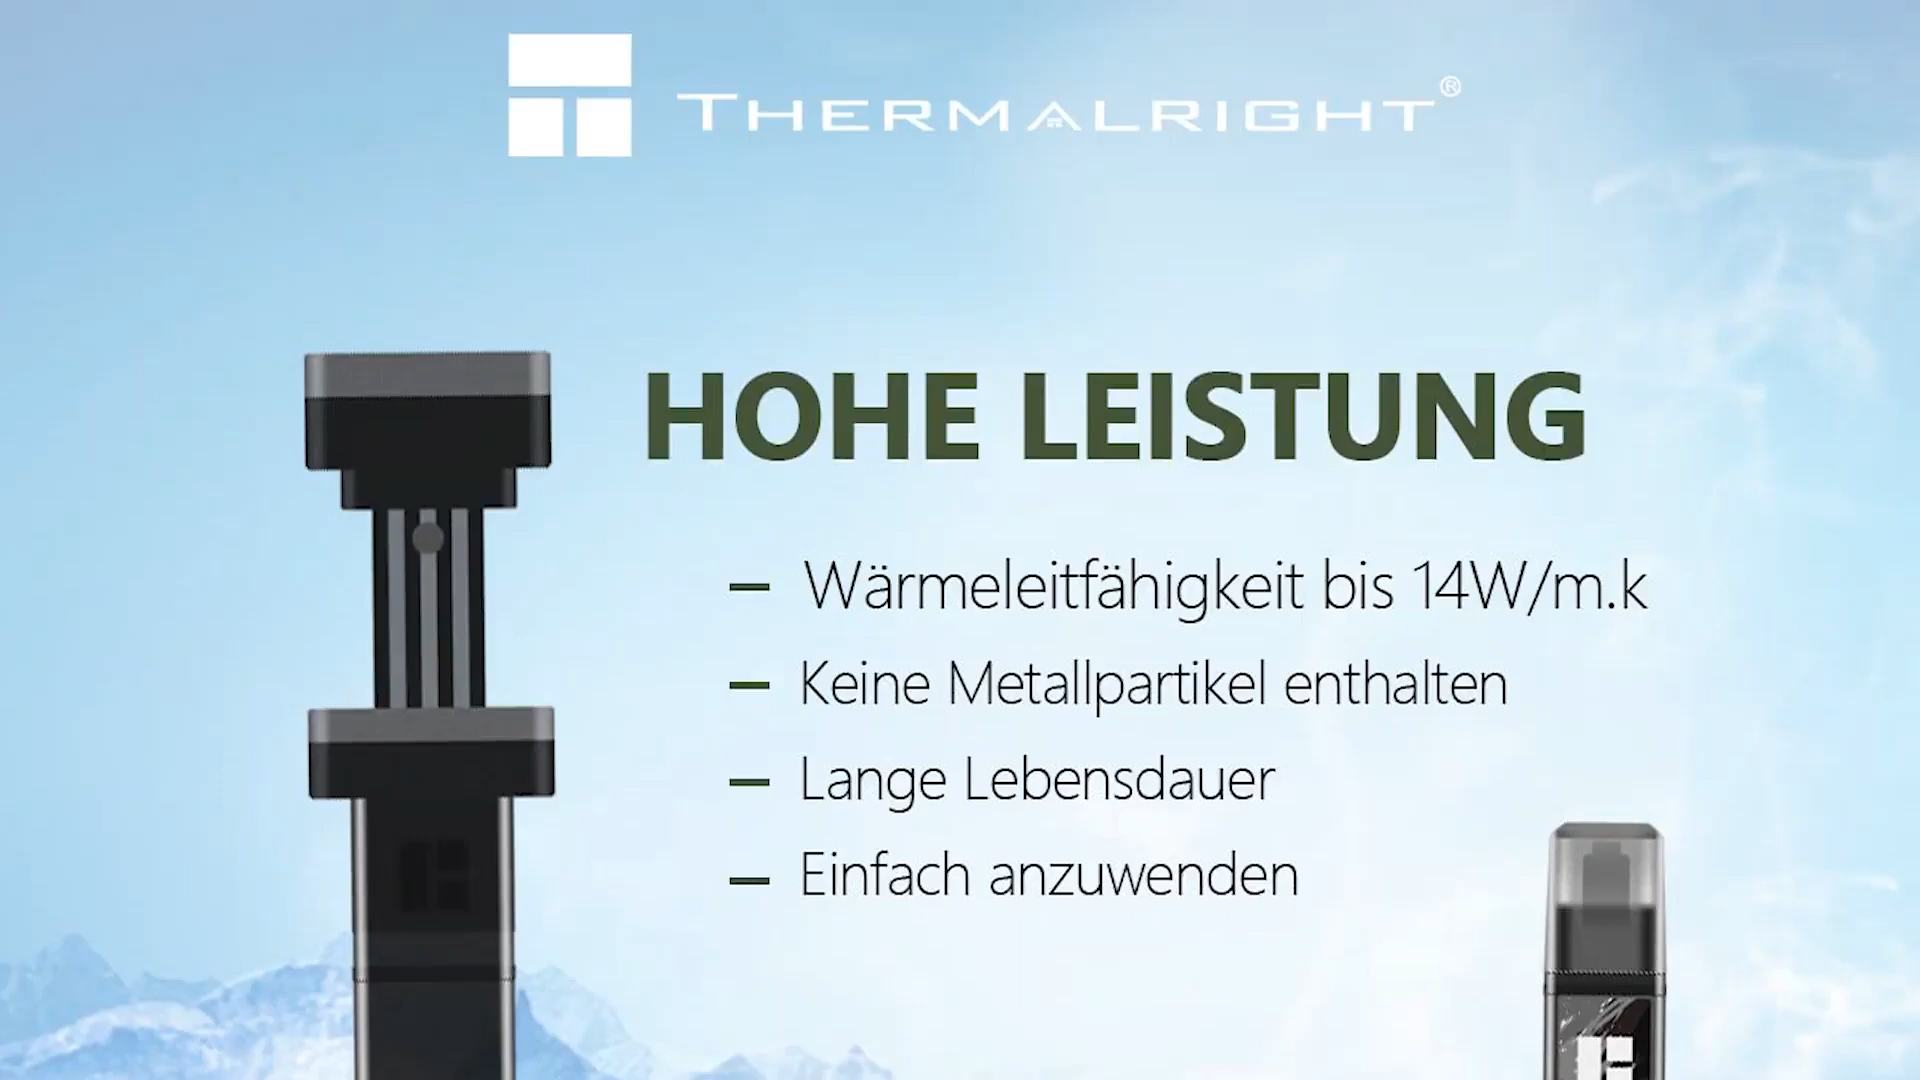 THERMALRIGHT®
HOHE LEISTUNG
– Wärmeleitfähigkeit bis 14W/m.k
– Keine Metallpartikel enthalten
– Lange Lebensdauer
– Einfach anzuwenden